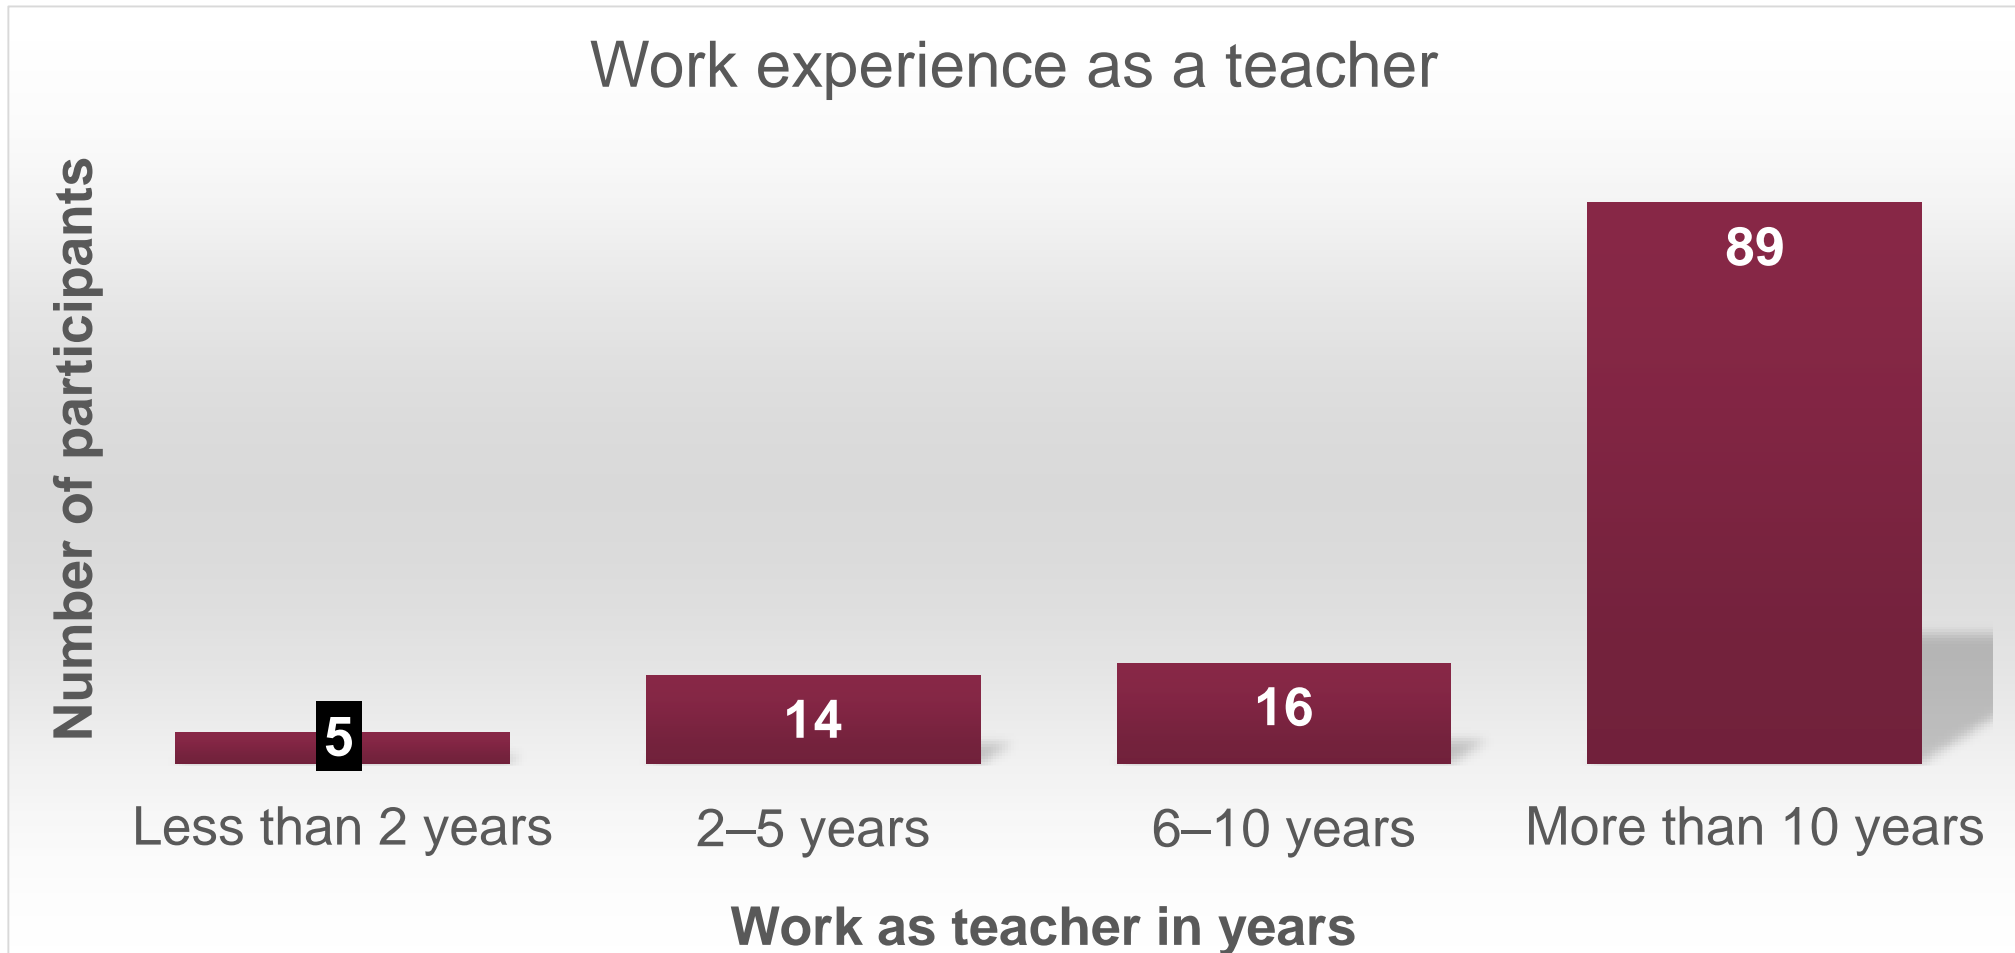 Work experience as a teacher
Number of participants
89
5
14
16
Less than 2 years
2–5 years
6–10 years
More than 10 years
Work as teacher in years